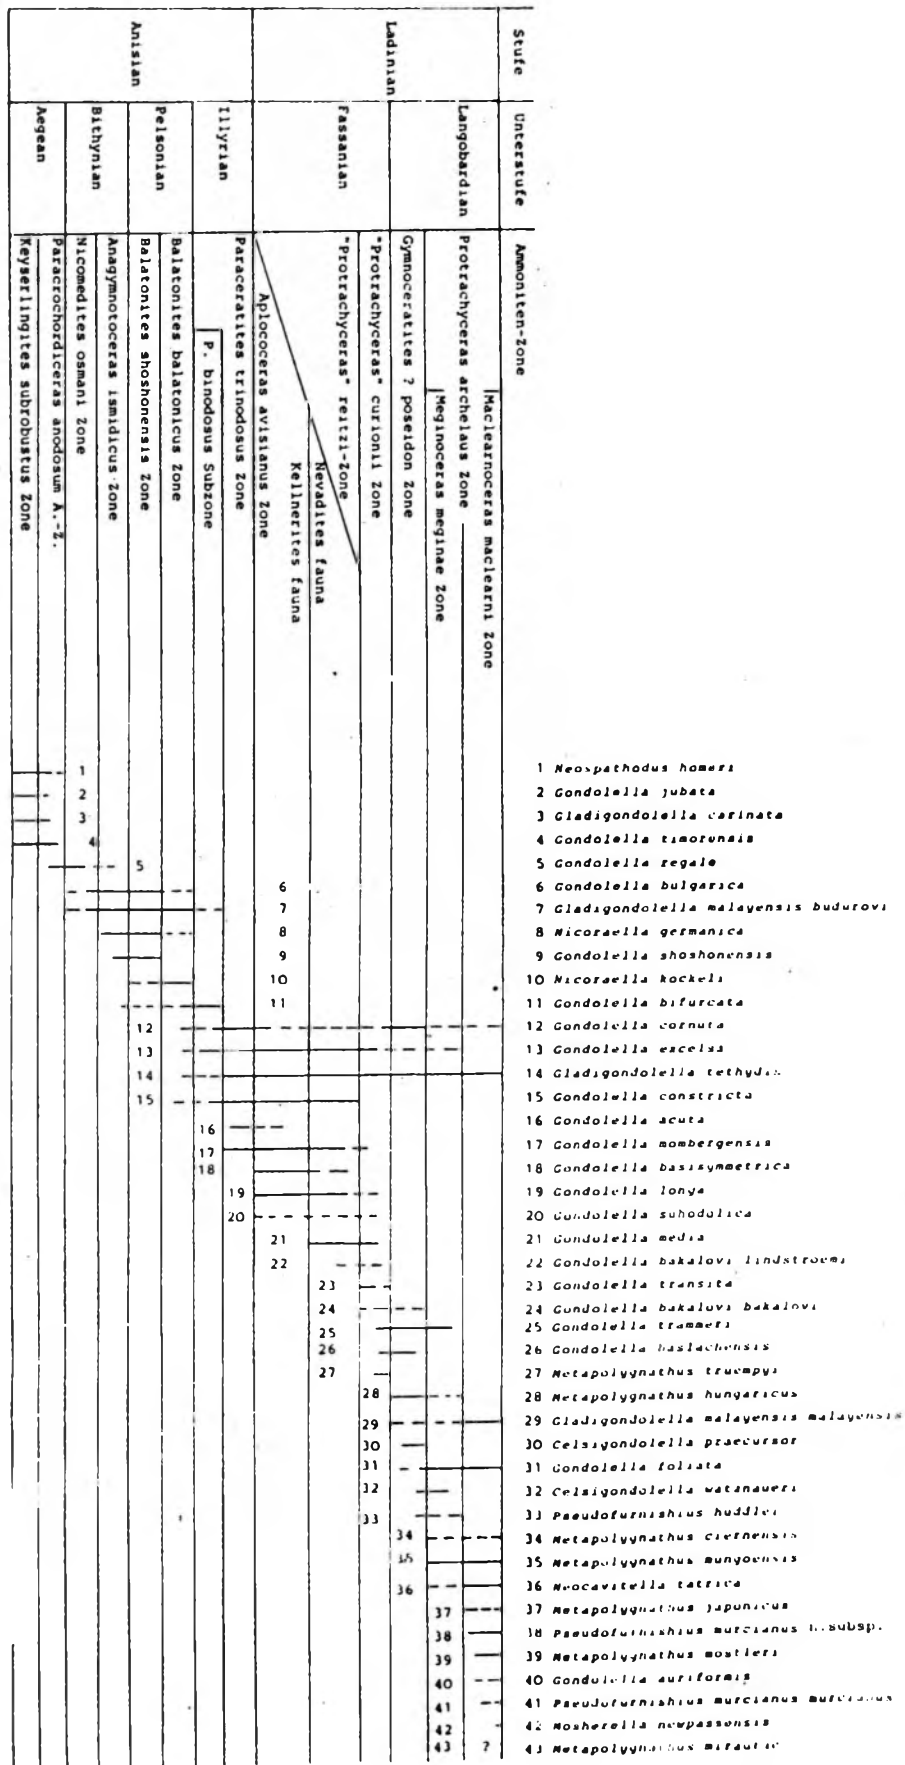 Stufe
Unterstufe
Ammoniten-Zone
Ladinian
Anisian
Langobardian
Fassanian
Illyrian
Pelsonian
Bithynian
Aegean
Maclearnoceras maclearni Zone
Protrachyceras archelaus Zone
Meginoceras meginae Zone
Gymnoceratites ? poseidon Zone
"Protrachyceras" curionii Zone
"Protrachyceras" reitzi-Zone
Nevadites fauna
Kellnerites fauna
Aplococeras avisianus Zone
Paraceratites trinodosus Zone
P. binodosus Subzone
Balatonites balatonicus Zone
Balatonites shoshonensis Zone
Anagymnotoceras ismidicus Zone
Nicomedites osmani Zone
Paracrochordiceras anodosum A.-Z.
Keyserlingites subrobustus Zone
1 1 Neospathodus homeri
2 2 Gondolella jubata
3 3 Gladigondolella carinata
4 4 Gondolella timorensis
5 5 Gondolella regale
6 6 Gondolella bulgarica
7 7 Gladigondolella malayensis budurovi
8 8 Nicoraella germanica
9 9 Gondolella shoshonensis
10 10 Nicoraella kockeli
11 11 Gondolella bifurcata
12 12 Gondolella cornuta
13 13 Gondolella excelsa
14 14 Gladigondolella tethydis
15 15 Gondolella constricta
16 16 Gondolella acuta
17 17 Gondolella mombergensis
18 18 Gondolella basisymmetrica
19 19 Gondolella longa
20 20 Gondolella suhodolica
21 21 Gondolella media
22 22 Gondolella bakalovi lindstroemi
23 23 Gondolella transita
24 24 Gondolella bakalovi bakalovi
25 25 Gondolella trammeri
26 26 Gondolella haslachensis
27 27 Metapolygnathus truempyi
28 28 Metapolygnathus hungaricus
29 29 Gladigondolella malayensis malayensis
30 30 Celsigondolella praecursor
31 31 Gondolella foliata
32 32 Celsigondolella watznaueri
33 33 Pseudofurnishius huddlei
34 34 Metapolygnathus ciernensis
35 35 Metapolygnathus mungoensis
36 36 Neocavitella tatrica
37 37 Metapolygnathus japonicus
38 38 Pseudofurnishius murcianus n.subsp.
39 39 Metapolygnathus mostleri
40 40 Gondolella auriformis
41 41 Pseudofurnishius murcianus murcianus
42 42 Mosherella newpassensis
43 ? 43 Metapolygnathus